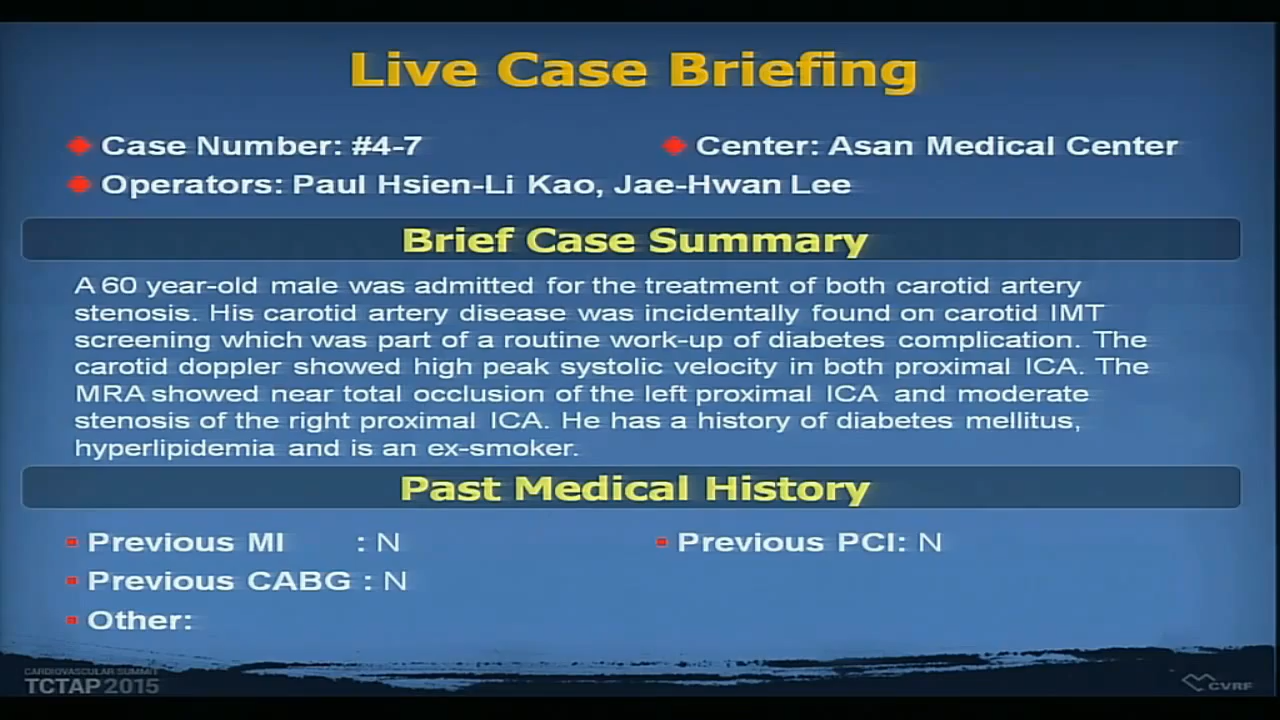 Live Case Briefing
Case Number: #4-7
Center: Asan Medical Center
Operators: Paul Hsien-Li Kao, Jae-Hwan Lee
Brief Case Summary
A 60 year-old male was admitted for the treatment of both carotid artery
stenosis. His carotid artery disease was incidentally found on carotid IMT
screening which was part of a routine work-up of diabetes complication. The
carotid doppler showed high peak systolic velocity in both proximal ICA. The
MRA showed near total occlusion of the left proximal ICA and moderate
stenosis of the right proximal ICA. He has a history of diabetes mellitus,
hyperlipidemia and is an ex-smoker.
Past Medical History
Previous MI : N
Previous PCI: N
Previous CABG : N
Other:
CARDIOVASCULAR SUMMIT
TCTAP 2015
CVRF